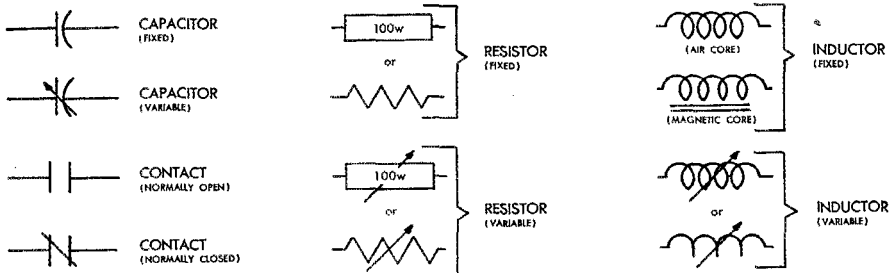 CAPACITOR
(FIXED)
CAPACITOR
(VARIABLE)
CONTACT
(NORMALLY OPEN)
CONTACT
(NORMALLY CLOSED)
100w
or
RESISTOR
(FIXED)
100w
or
RESISTOR
(VARIABLE)
(AIR CORE)
(MAGNETIC CORE)
INDUCTOR
(FIXED)
or
INDUCTOR
(VARIABLE)